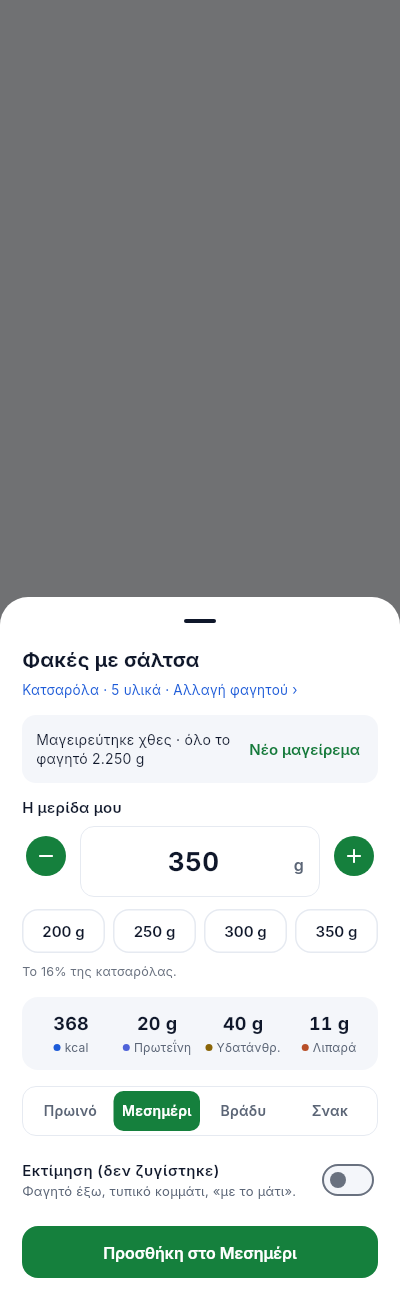 Φακές με σάλτσα
Κατσαρόλα · 5 υλικά · Αλλαγή φαγητού ›
Μαγειρεύτηκε χθες · όλο το
φαγητό 2.250 g
Νέο μαγείρεμα
Η μερίδα μου
350 g
200 g 250 g 300 g 350 g
Το 16% της κατσαρόλας.
368 20 g 40 g 11 g
kcal Πρωτεΐνη Υδατάνθρ. Λιπαρά
Πρωινό Μεσημέρι Βράδυ Σνακ
Εκτίμηση (δεν ζυγίστηκε)
Φαγητό έξω, τυπικό κομμάτι, «με το μάτι».
Προσθήκη στο Μεσημέρι